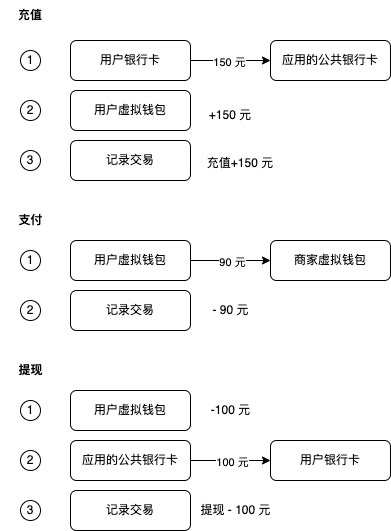 充值
1 用户银行卡 150 元 应用的公共银行卡
2 用户虚拟钱包 +150 元
3 记录交易 充值+150 元
支付
1 用户虚拟钱包 90 元 商家虚拟钱包
2 记录交易 - 90 元
提现
1 用户虚拟钱包 -100 元
2 应用的公共银行卡 100 元 用户银行卡
3 记录交易 提现 - 100 元